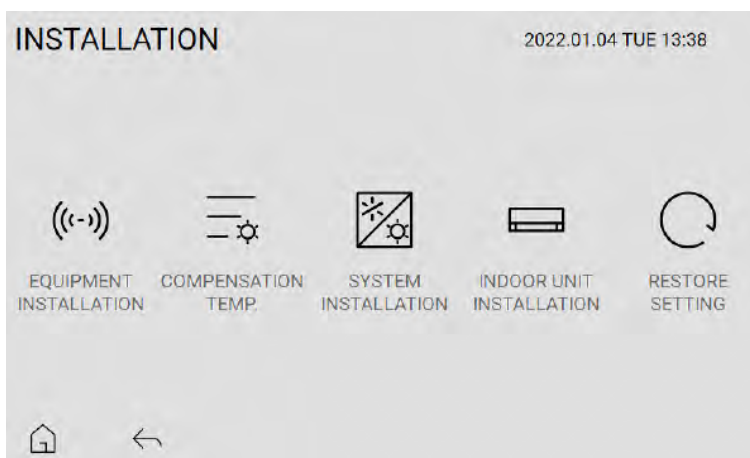 INSTALLATION
2022.01.04 TUE 13:38
EQUIPMENT
INSTALLATION
COMPENSATION
TEMP.
SYSTEM
INSTALLATION
INDOOR UNIT
INSTALLATION
RESTORE
SETTING